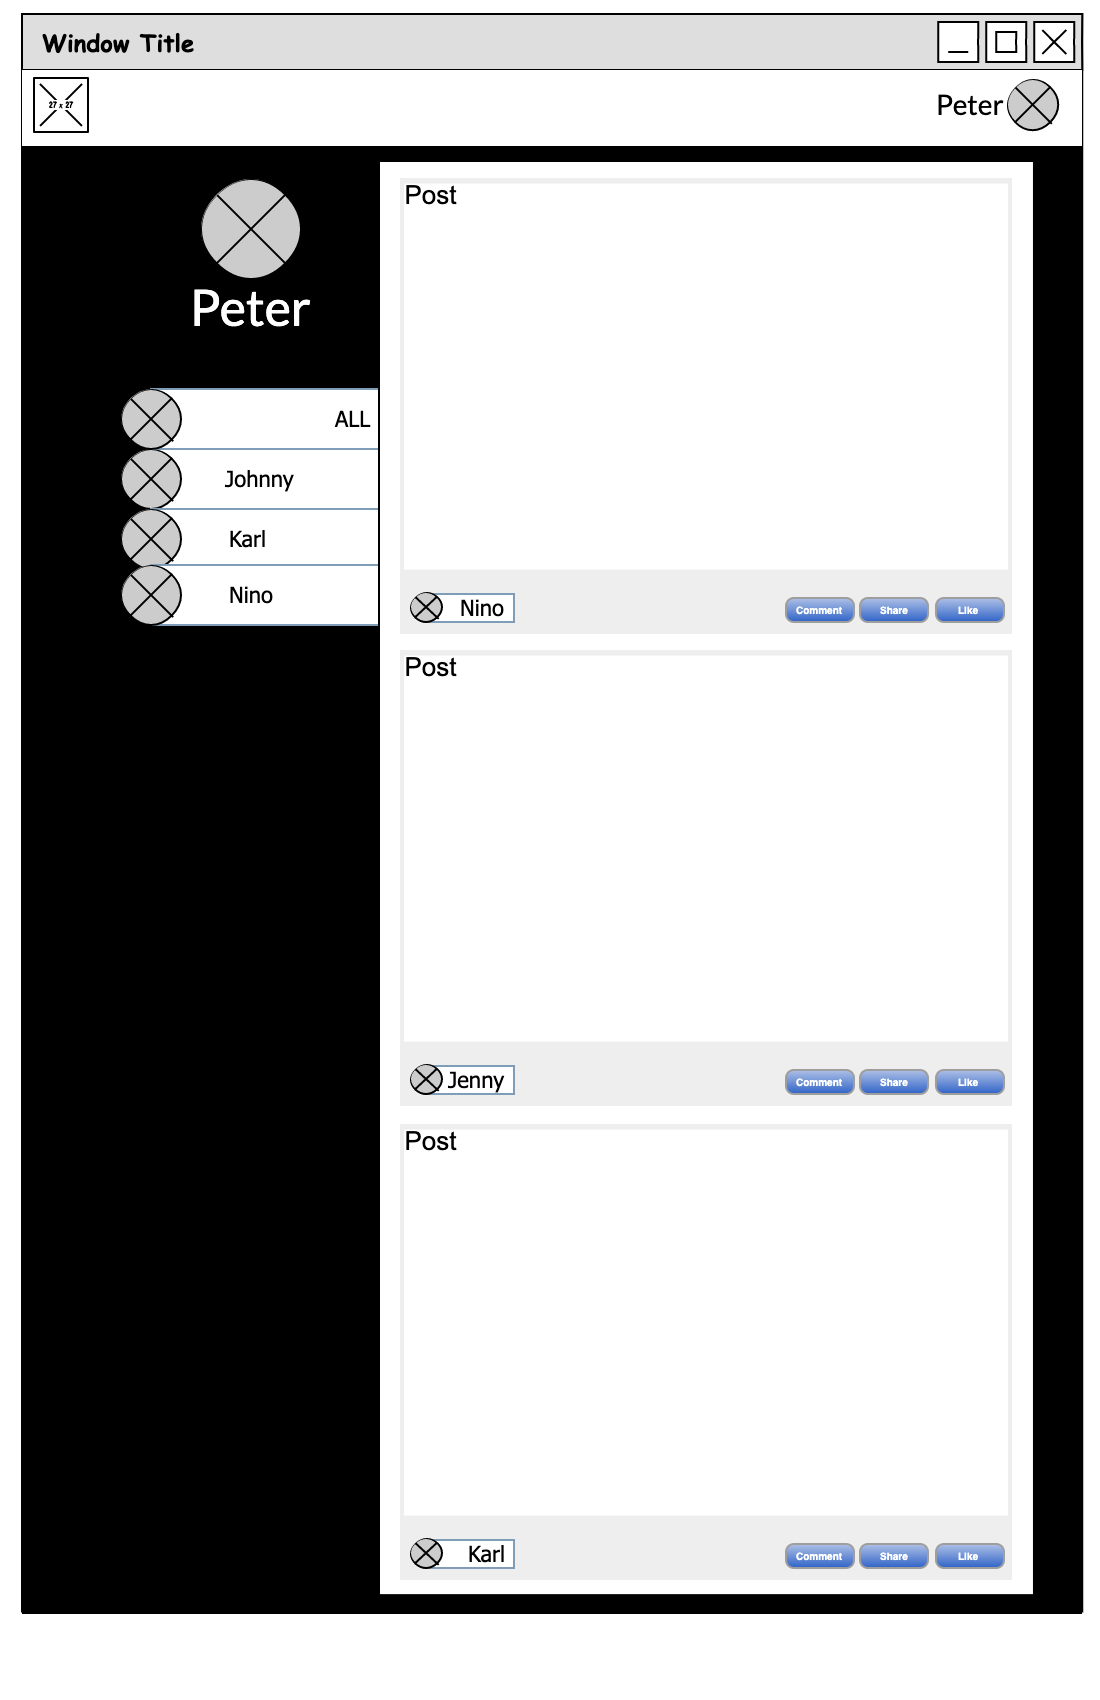 Window Title
27 x 27
Peter
Peter
ALL
Johnny
Karl
Nino
Post
Nino
Comment Share Like
Post
Jenny
Comment Share Like
Post
Karl
Comment Share Like